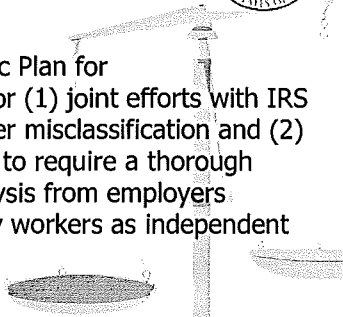 c Plan for
or (1) joint efforts with IRS
er misclassification and (2)
to require a thorough
ysis from employers
y workers as independent